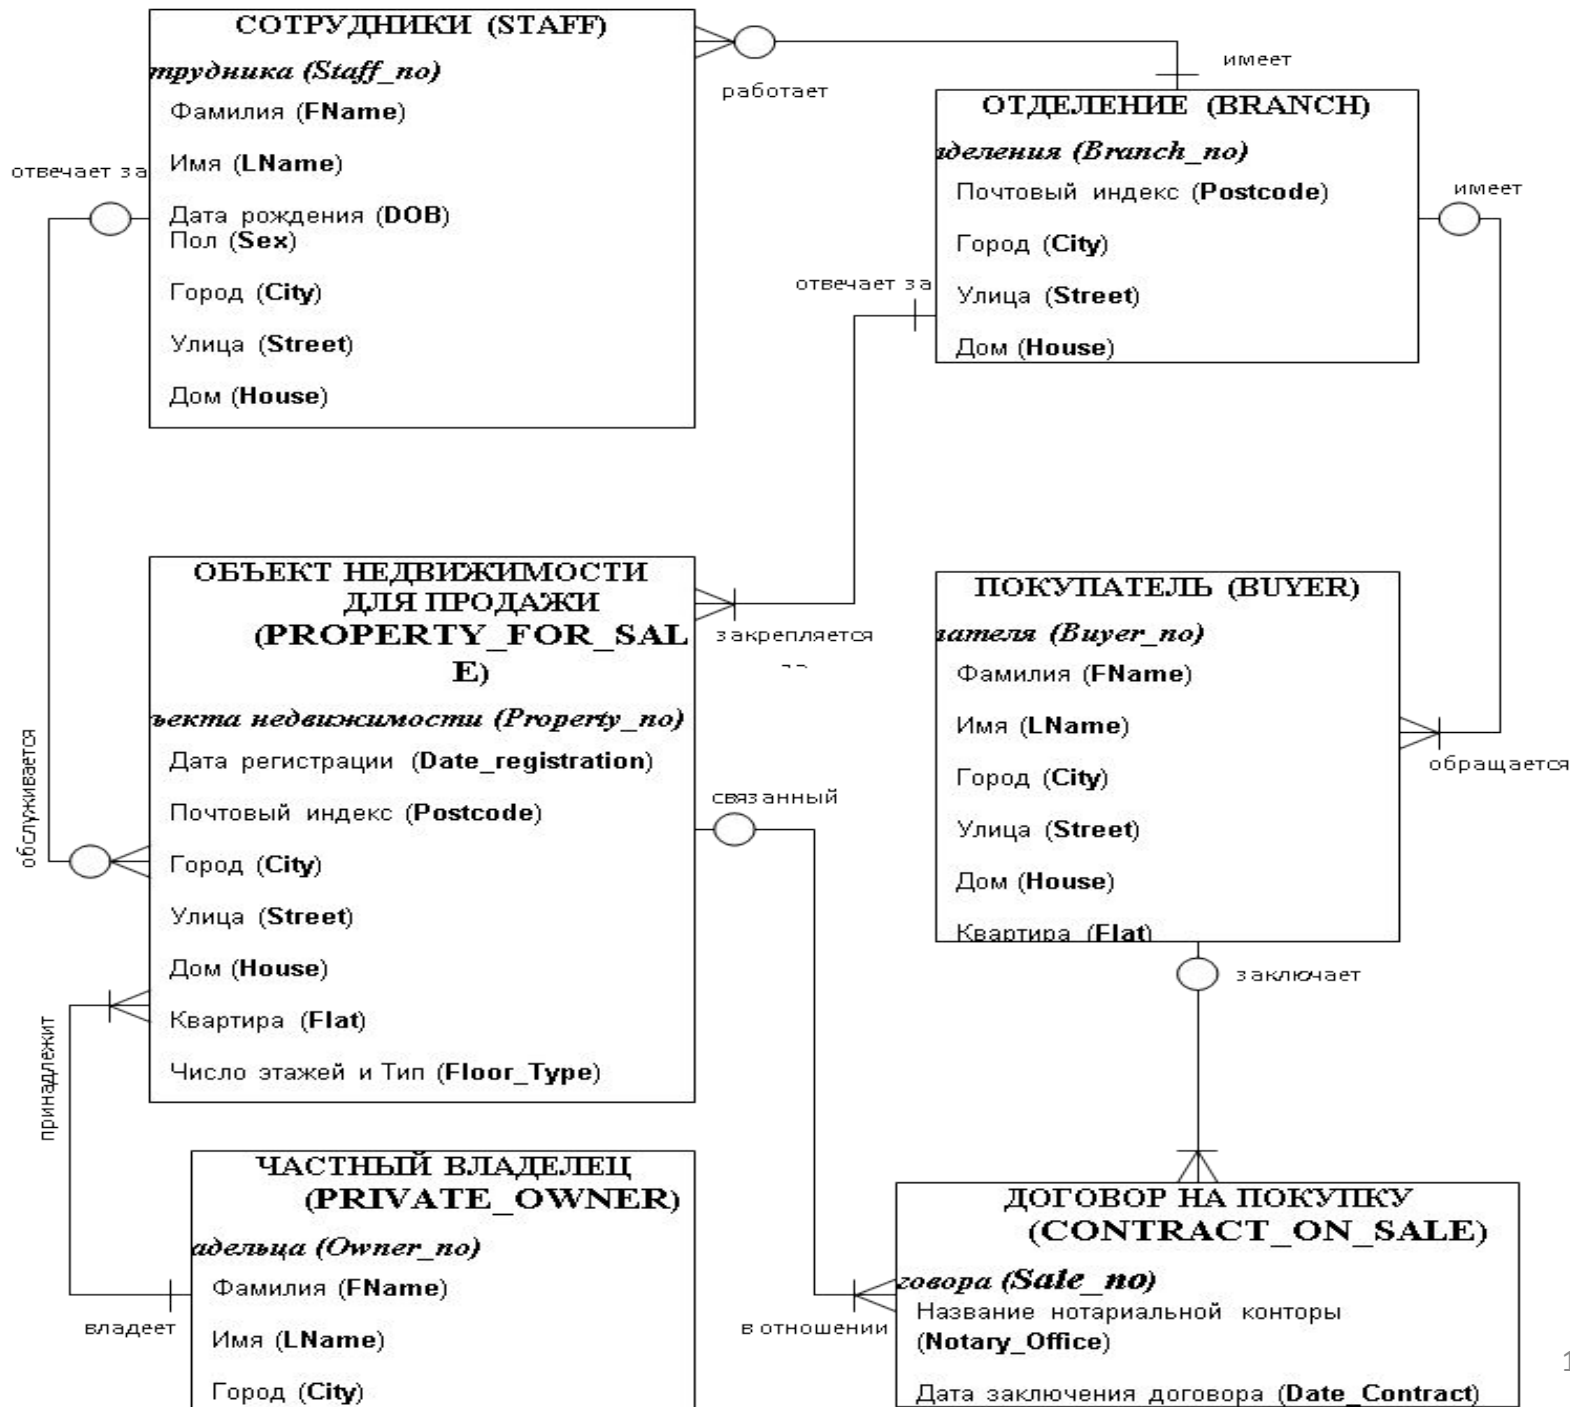 СОТРУДНИКИ (STAFF)
трудника (Staff_no)
Фамилия (FName)
Имя (LName)
Дата рождения (DOB)
Пол (Sex)
Город (City)
Улица (Street)
Дом (House)
работает
имеет
отвечает за
ОТДЕЛЕНИЕ (BRANCH)
деления (Branch_no)
Почтовый индекс (Postcode)
Город (City)
Улица (Street)
Дом (House)
имеет
отвечает за
ОБЪЕКТ НЕДВИЖИМОСТИ
ДЛЯ ПРОДАЖИ
(PROPERTY_FOR_SAL
E)
ъекта недвижимости (Property_no)
Дата регистрации (Date_registration)
Почтовый индекс (Postcode)
Город (City)
Улица (Street)
Дом (House)
Квартира (Flat)
Число этажей и Тип (Floor_Type)
закрепляется
обслуживается
связанный
принадлежит
ПОКУПАТЕЛЬ (BUYER)
пателя (Buyer_no)
Фамилия (FName)
Имя (LName)
Город (City)
Улица (Street)
Дом (House)
Квартира (Flat)
обращается
заключает
ЧАСТНЫЙ ВЛАДЕЛЕЦ
(PRIVATE_OWNER)
адельца (Owner_no)
Фамилия (FName)
Имя (LName)
Город (City)
владеет
в отношении
ДОГОВОР НА ПОКУПКУ
(CONTRACT_ON_SALE)
говора (Sale_no)
Название нотариальной конторы
(Notary_Office)
Дата заключения договора (Date_Contract)
1